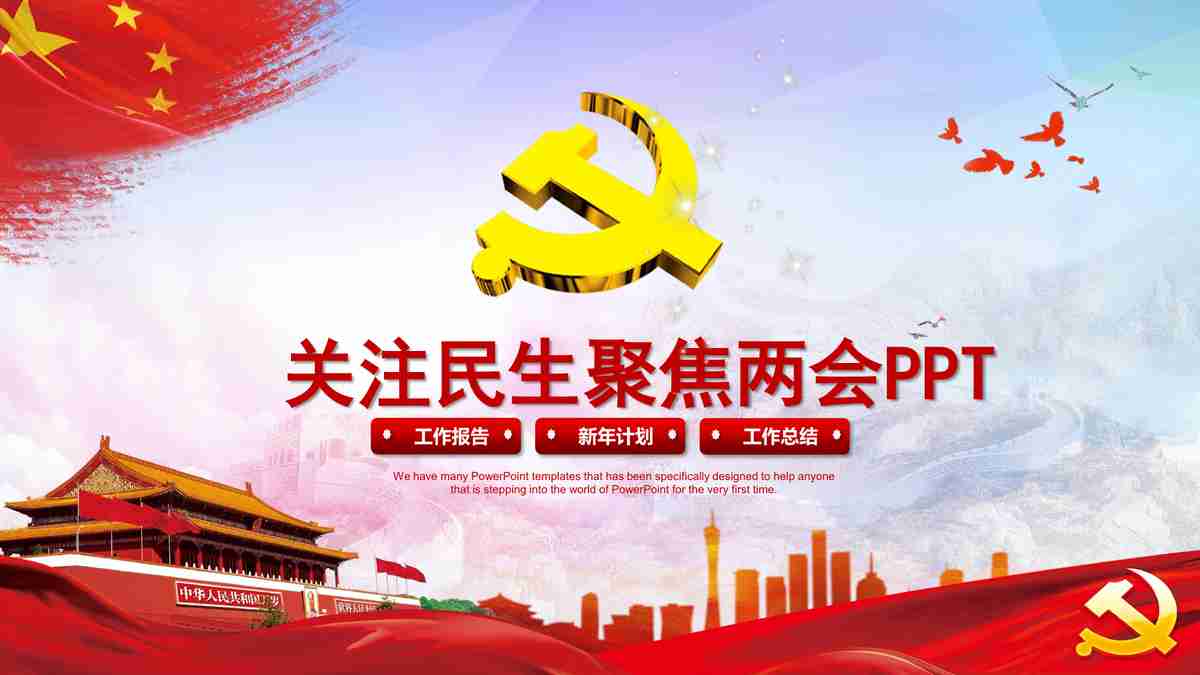 关注民生聚焦两会PPT
工作报告 新年计划 工作总结
We have many PowerPoint templates that has been specifically designed to help anyone
that is stepping into the world of PowerPoint for the very first time.
中华人民共和国万岁